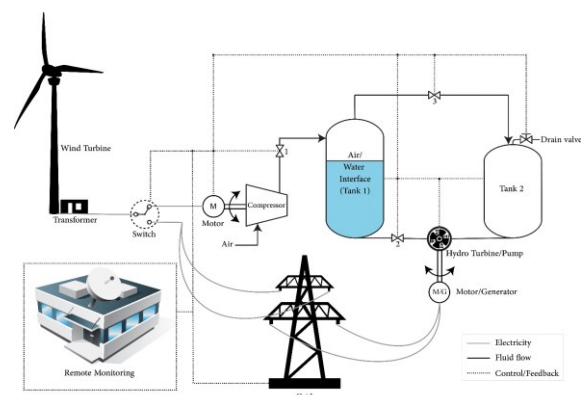 Wind Turbine
Transformer
Switch
M
Motor
Compressor
Air
1
Air/
Water
Interface
(Tank 1)
2
3
Drain valve
Tank 2
Hydro Turbine/Pump
M/G
Motor/Generator
Remote Monitoring
Electricity
Fluid flow
Control/Feedback